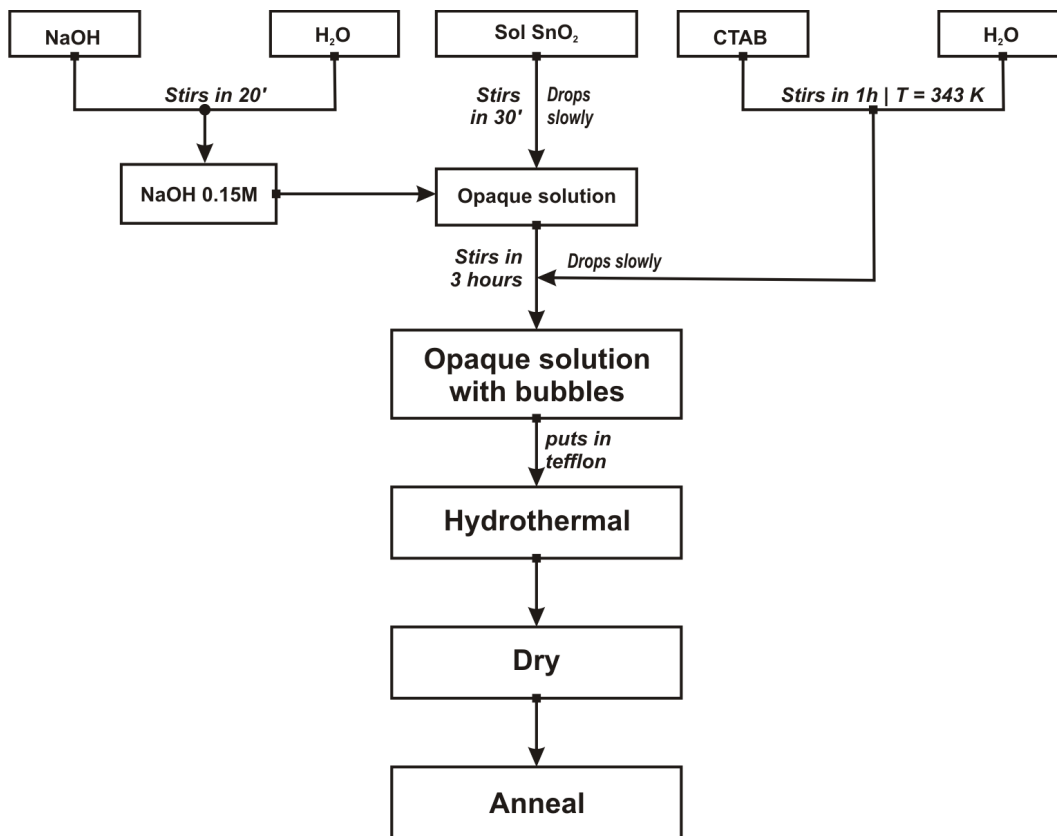 NaOH
H₂O
Sol SnO₂
CTAB
H₂O
Stirs in 20'
Stirs
in 30'
Drops
slowly
Stirs in 1h | T = 343 K
NaOH 0.15M
Opaque solution
Stirs in
3 hours
Drops slowly
Opaque solution
with bubbles
puts in
tefflon
Hydrothermal
Dry
Anneal